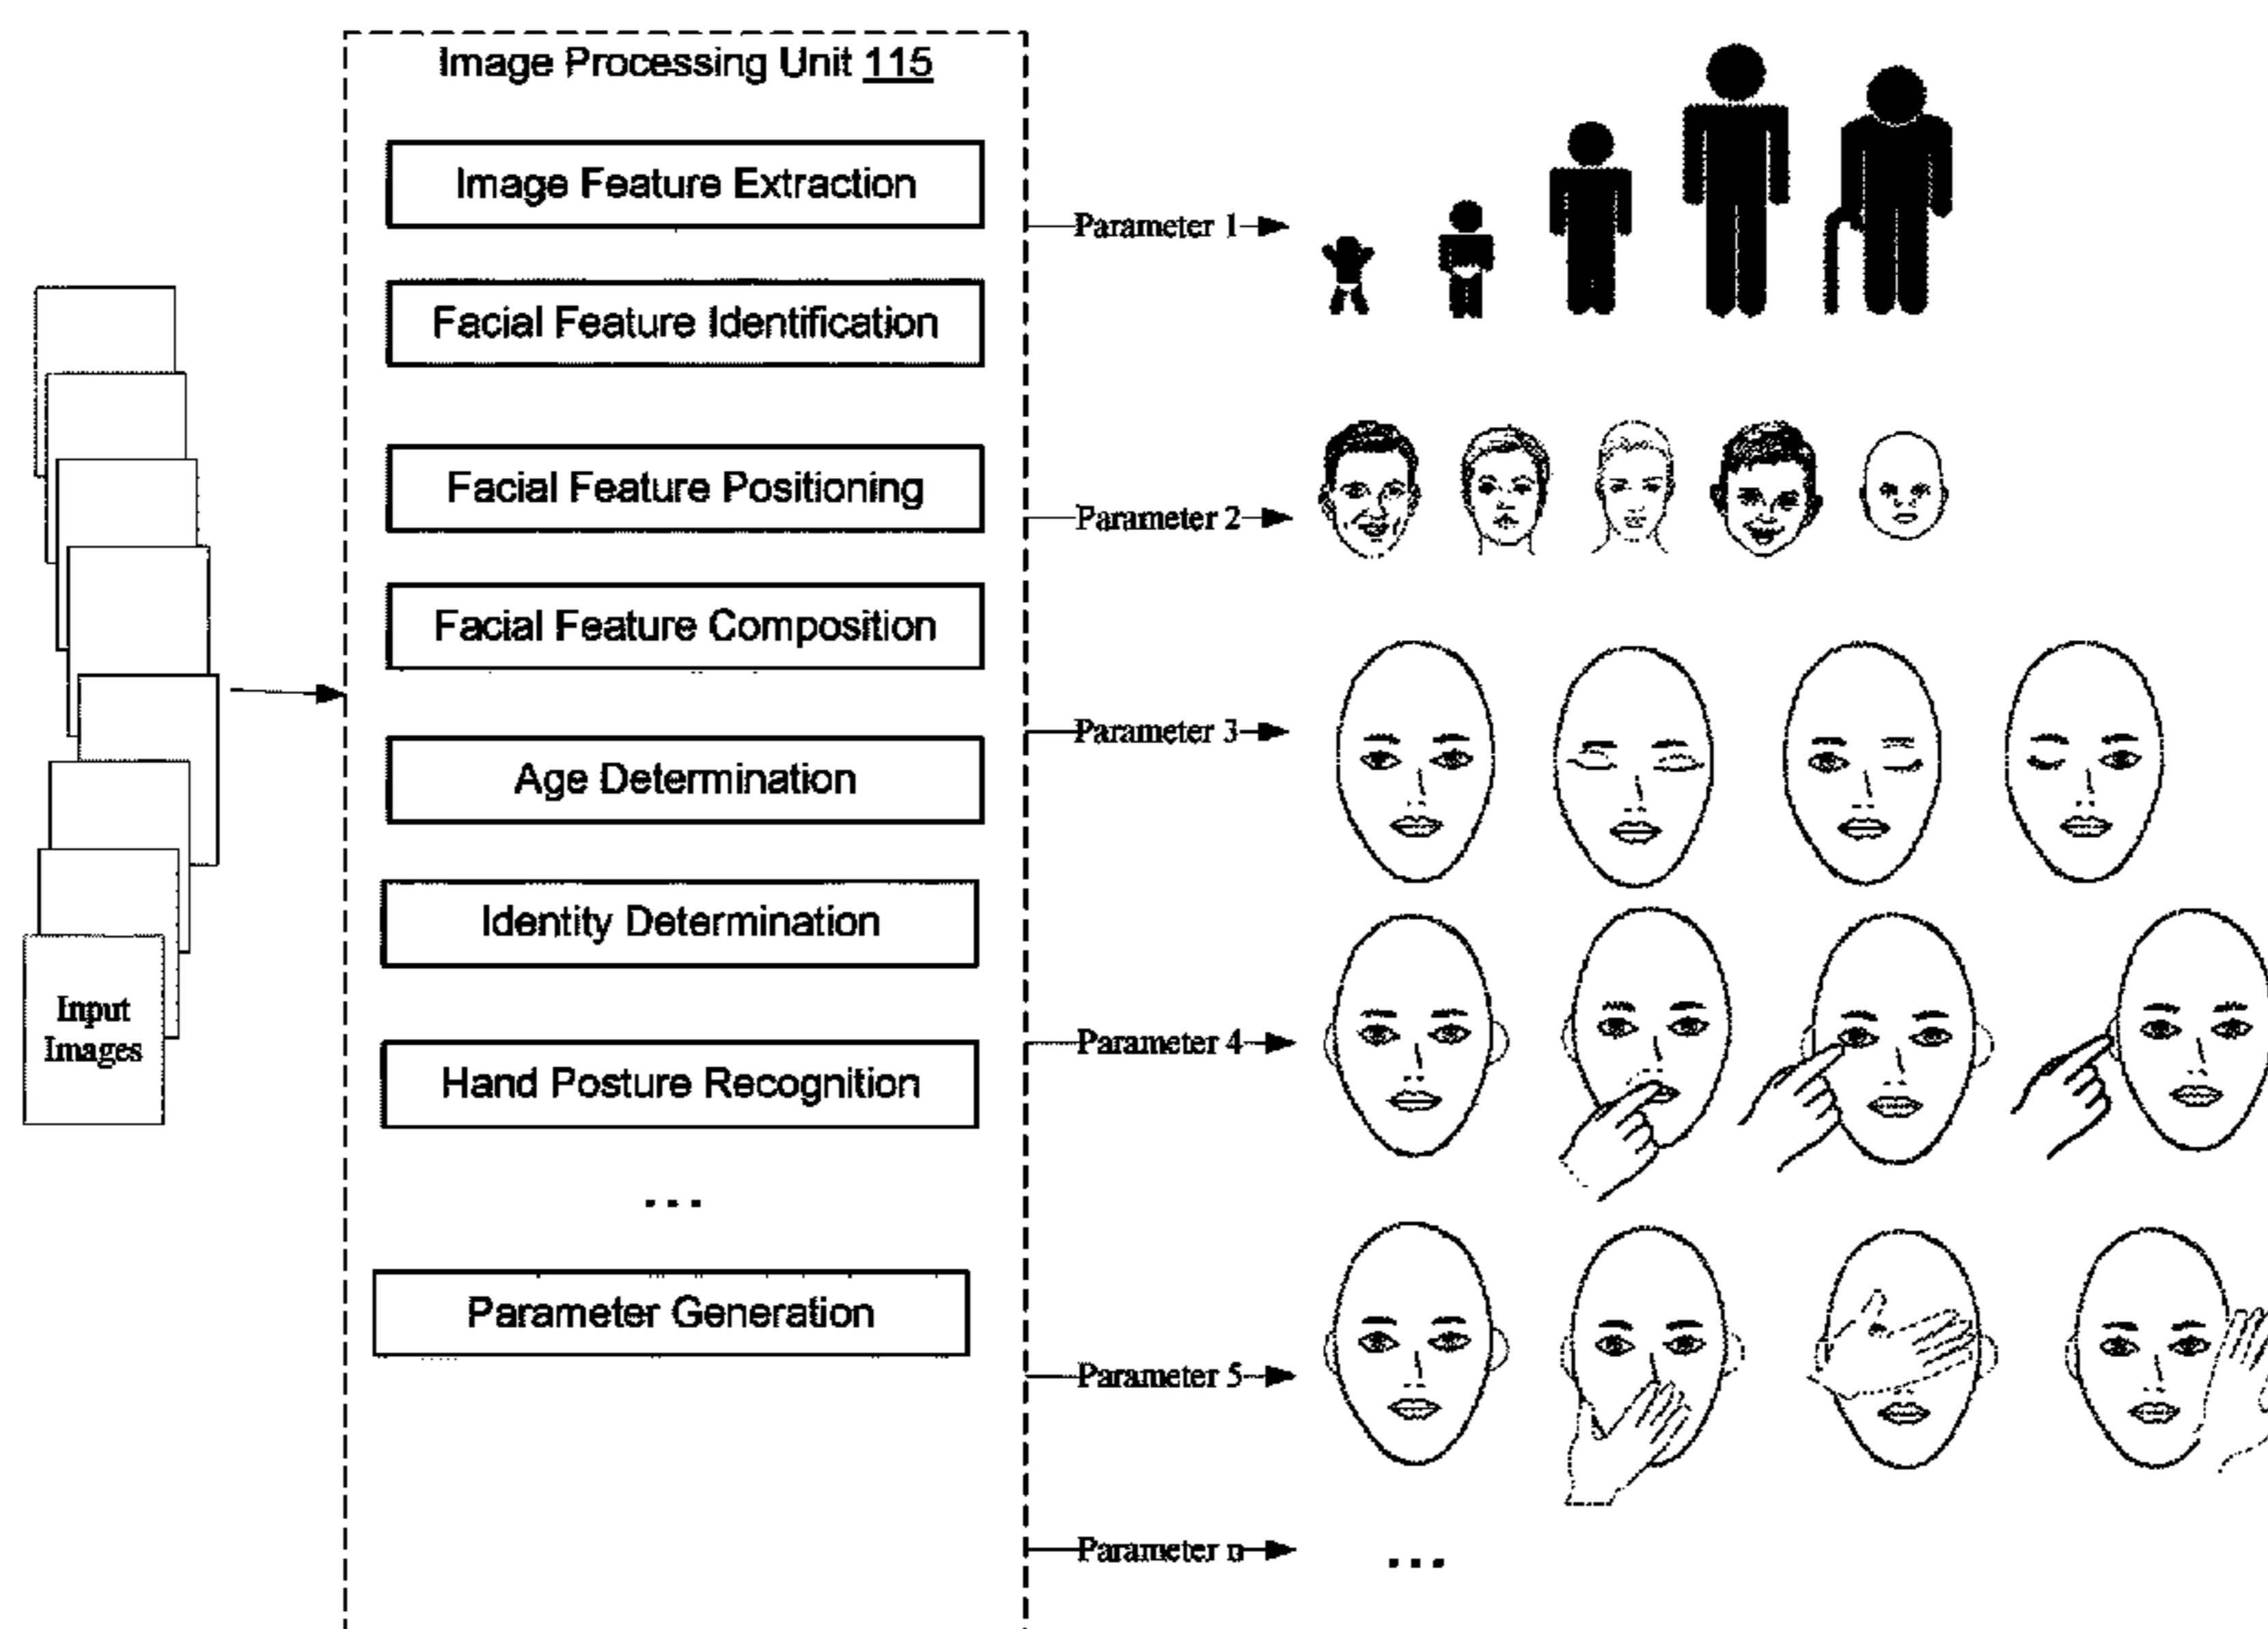 Image Processing Unit 115
Image Feature Extraction
Facial Feature Identification
Facial Feature Positioning
Facial Feature Composition
Age Determination
Identity Determination
Hand Posture Recognition
...
Parameter Generation
Input
Images
Parameter 1
Parameter 2
Parameter 3
Parameter 4
Parameter 5
Parameter n
...